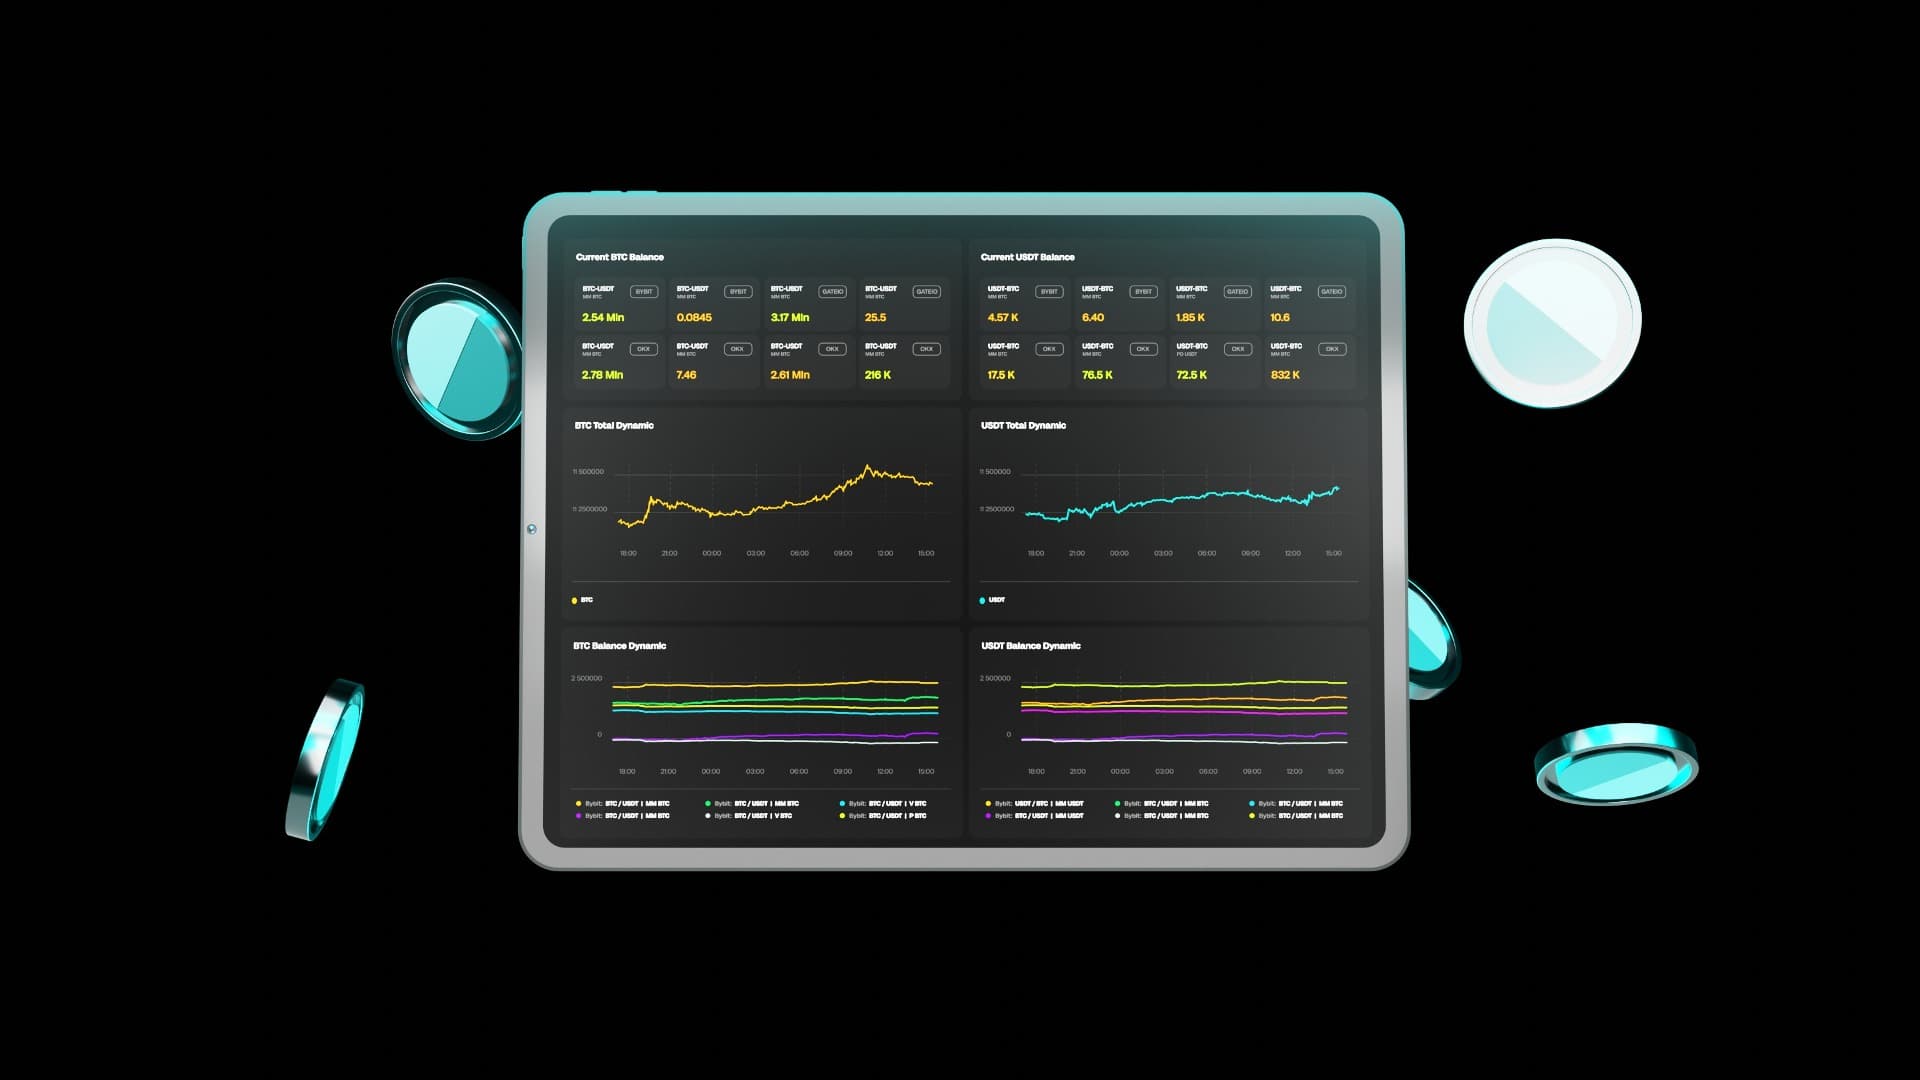 Current BTC Balance
BTC-USDT BYBIT
MM BTC
2.54 Mln
BTC-USDT BYBIT
MM BTC
0.0845
BTC-USDT GATEIO
MM BTC
3.17 Mln
BTC-USDT GATEIO
MM BTC
25.5
BTC-USDT OKX
MM BTC
2.78 Mln
BTC-USDT OKX
MM BTC
7.46
BTC-USDT OKX
MM BTC
2.61 Mln
BTC-USDT OKX
MM BTC
216 K
Current USDT Balance
USDT-BTC BYBIT
MM BTC
4.57 K
USDT-BTC BYBIT
MM BTC
6.40
USDT-BTC GATEIO
MM BTC
1.85 K
USDT-BTC GATEIO
MM BTC
10.6
USDT-BTC OKX
MM BTC
17.5 K
USDT-BTC OKX
MM BTC
76.5 K
USDT-BTC OKX
PD USDT
72.5 K
USDT-BTC OKX
MM BTC
832 K
BTC Total Dynamic
11 500000
11 2500000
18:00 21:00 00:00 03:00 06:00 09:00 12:00 15:00
BTC
USDT Total Dynamic
11 500000
11 2500000
18:00 21:00 00:00 03:00 06:00 09:00 12:00 15:00
USDT
BTC Balance Dynamic
2 500000
0
18:00 21:00 00:00 03:00 06:00 09:00 12:00 15:00
Bybit: BTC / USDT | MM BTC
Bybit: BTC / USDT | MM BTC
Bybit: BTC / USDT | V BTC
Bybit: BTC / USDT | MM BTC
Bybit: BTC / USDT | V BTC
Bybit: BTC / USDT | P BTC
USDT Balance Dynamic
2 500000
0
18:00 21:00 00:00 03:00 06:00 09:00 12:00 15:00
Bybit: USDT / BTC | MM USDT
Bybit: BTC / USDT | MM BTC
Bybit: BTC / USDT | MM BTC
Bybit: BTC / USDT | MM USDT
Bybit: BTC / USDT | MM BTC
Bybit: BTC / USDT | MM BTC